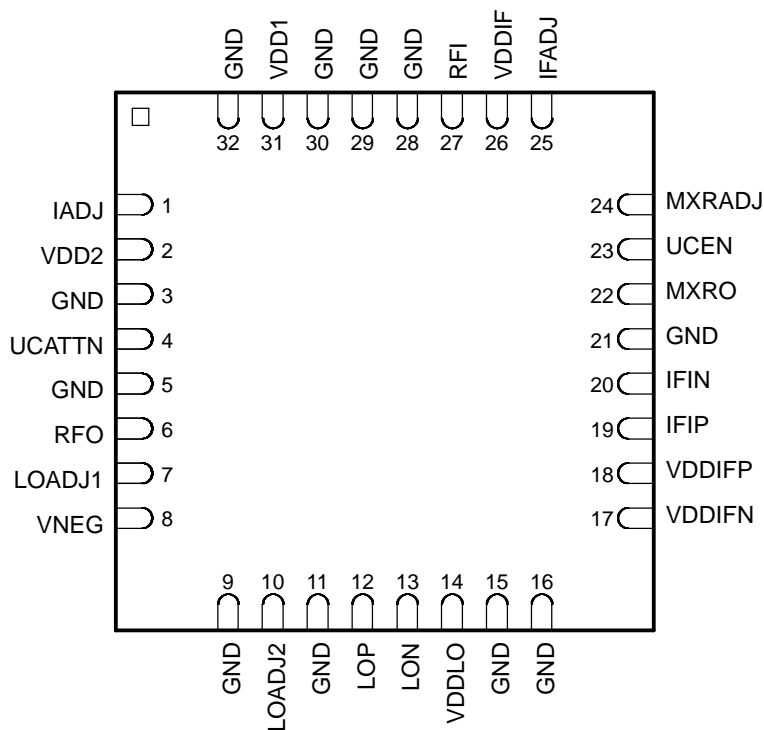 GND VDD1 GND GND GND RFI VDDIF IFADJ
32 31 30 29 28 27 26 25
IADJ 1 24 MXRADJ
VDD2 2 23 UCEN
GND 3 22 MXRO
UCATTN 4 21 GND
GND 5 20 IFIN
RFO 6 19 IFIP
LOADJ1 7 18 VDDIFP
VNEG 8 17 VDDIFN
9 10 11 12 13 14 15 16
GND LOADJ2 GND LOP LON VDDLO GND GND